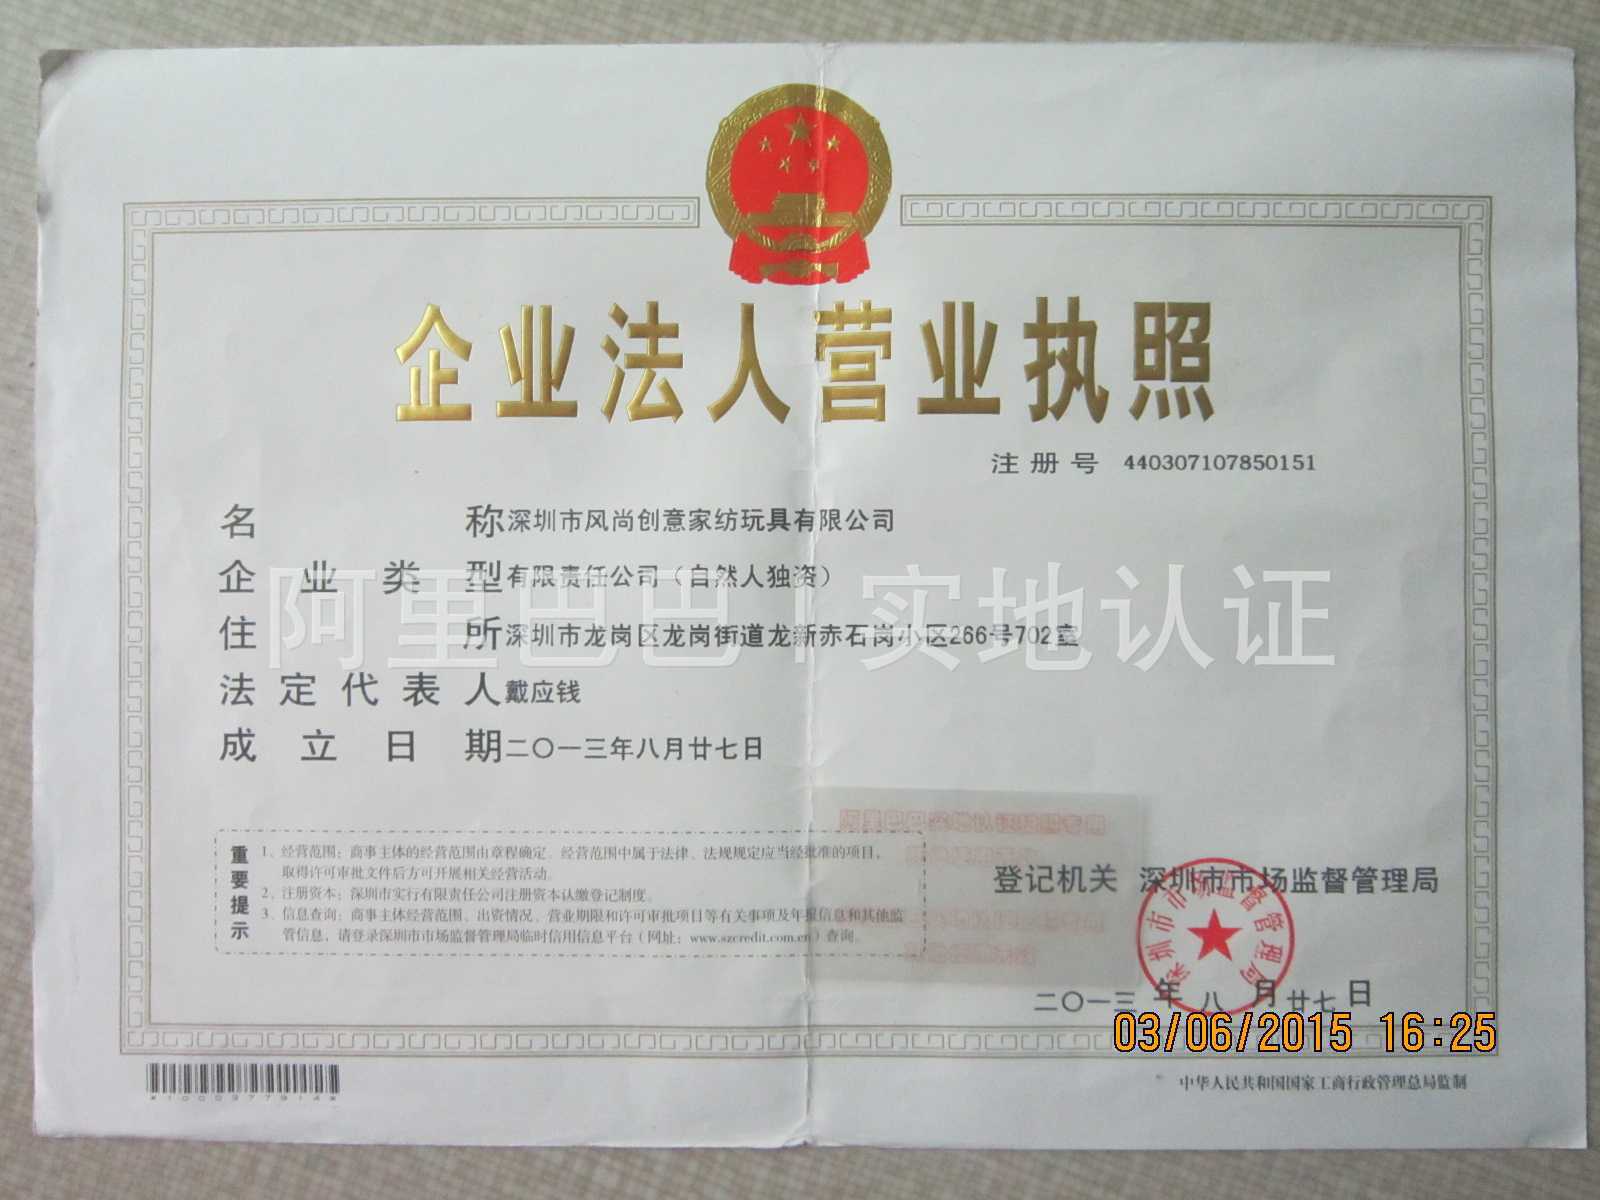 企业法人营业执照
注册号 440307107850151
名称 深圳市风尚创意家纺玩具有限公司
企业类型 有限责任公司(自然人独资)
住所 深圳市龙岗区龙岗街道龙新赤石岗小区266号702室
法定代表人 戴应钱
成立日期 二〇一三年八月廿七日
阿里巴巴 | 实地认证
重要提示
1、经营范围:商事主体的经营范围由章程确定。经营范围中属于法律、法规规定应当经批准的项目,
取得许可审批文件后方可开展相关经营活动。
2、注册资本:深圳市实行有限责任公司注册资本认缴登记制度。
3、信息查询:商事主体经营范围、出资情况、营业期限和许可审批项目等有关事项及年报信息和其他监
管信息,请登录深圳市市场监督管理局临时信用信息平台(网址:www.szcredit.com.cn)查询。
登记机关 深圳市市场监督管理局
深圳市市场监督管理局
二〇一三年八月廿七日
03/06/2015 16:25
*1000977914*
中华人民共和国国家工商行政管理总局监制